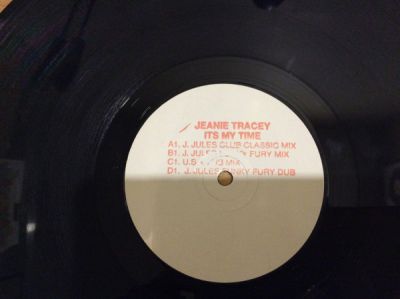 JEANIE TRACEY
ITS MY TIME
A1. J. JULES CLUB CLASSIC MIX
B1. J. JULES FURY MIX
C1. U.S MIX
D1. J. JULES FUNKY FURY DUB